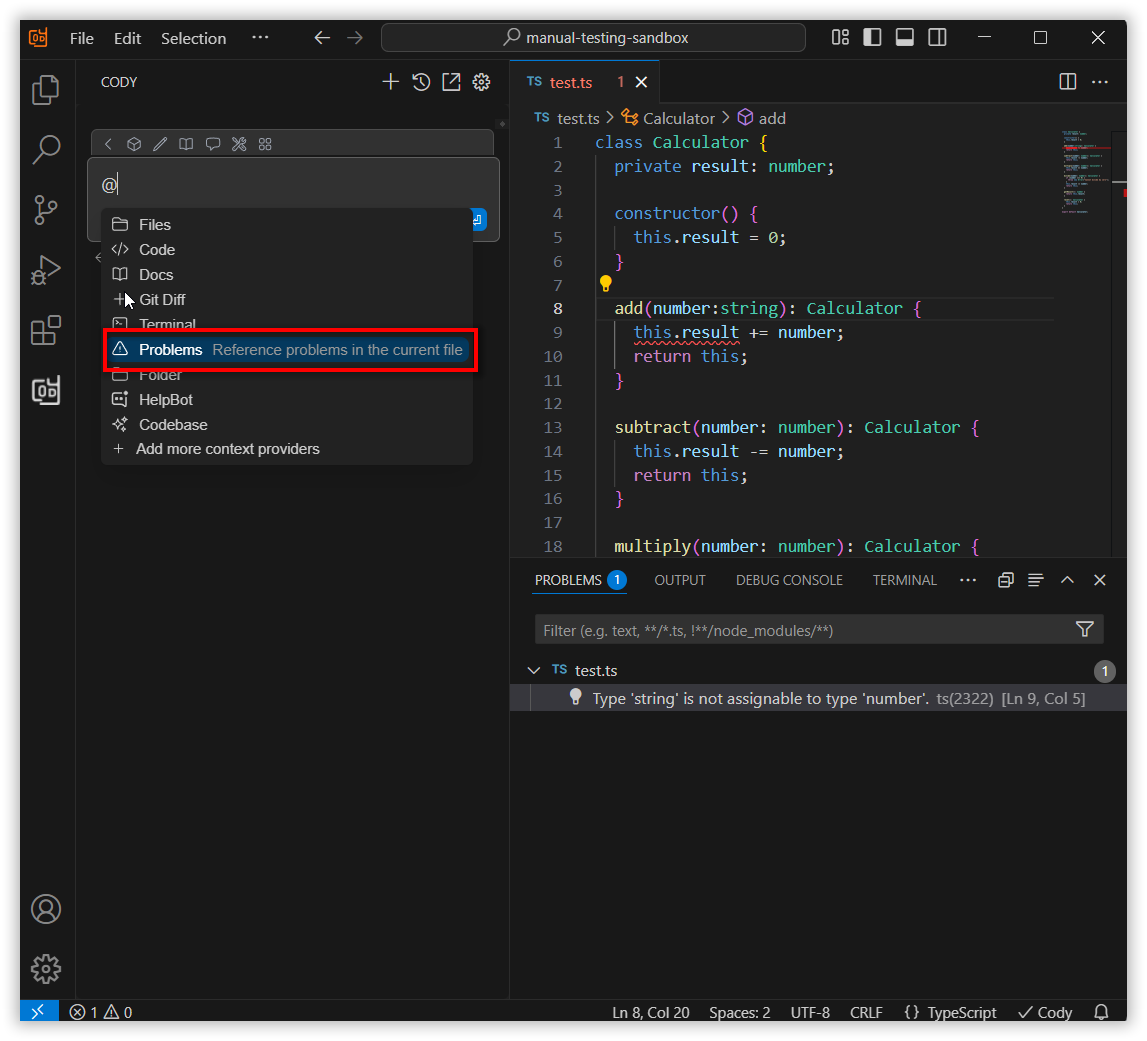 File Edit Selection ··· manual-testing-sandbox
CODY
@
Files
Code
Docs
Git Diff
Terminal
Problems Reference problems in the current file
Folder
HelpBot
Codebase
+ Add more context providers
TS test.ts 1
TS test.ts > Calculator > add
1 class Calculator {
2 private result: number;
3
4 constructor() {
5 this.result = 0;
6 }
7
8 add(number:string): Calculator {
9 this.result += number;
10 return this;
11 }
12
13 subtract(number: number): Calculator {
14 this.result -= number;
15 return this;
16 }
17
18 multiply(number: number): Calculator {
PROBLEMS 1 OUTPUT DEBUG CONSOLE TERMINAL ···
Filter (e.g. text, **/*.ts, !**/node_modules/**)
TS test.ts 1
Type 'string' is not assignable to type 'number'. ts(2322) [Ln 9, Col 5]
1 0 Ln 8, Col 20 Spaces: 2 UTF-8 CRLF {} TypeScript Cody